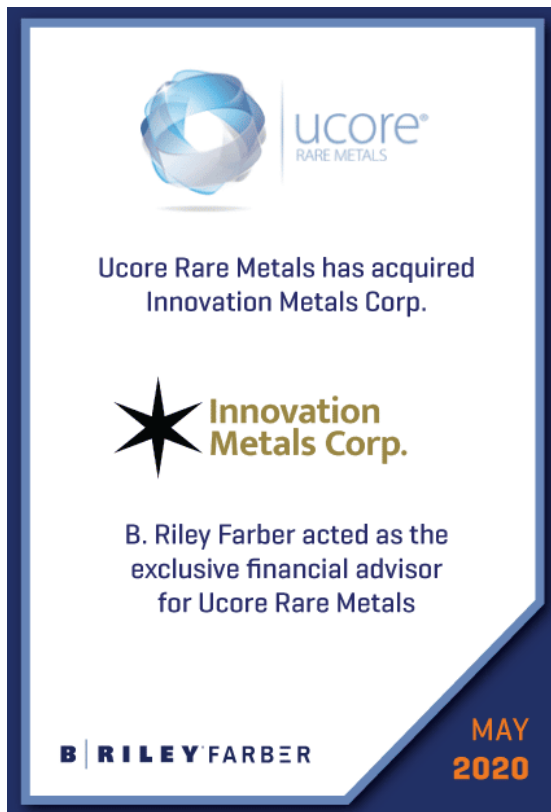 ucore®
RARE METALS
Ucore Rare Metals has acquired
Innovation Metals Corp.
Innovation
Metals Corp.
B. Riley Farber acted as the
exclusive financial advisor
for Ucore Rare Metals
MAY
2020
B|RILEY FARBER